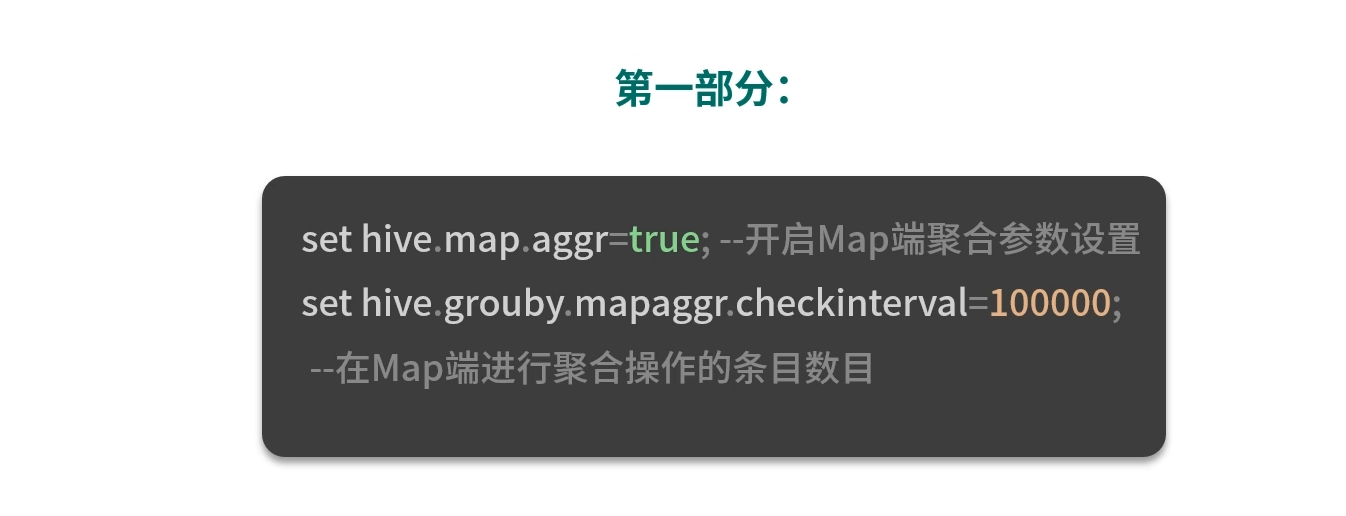 第一部分：
set hive.map.aggr=true; --开启Map端聚合参数设置
set hive.grouby.mapaggr.checkinterval=100000;
--在Map端进行聚合操作的条目数目